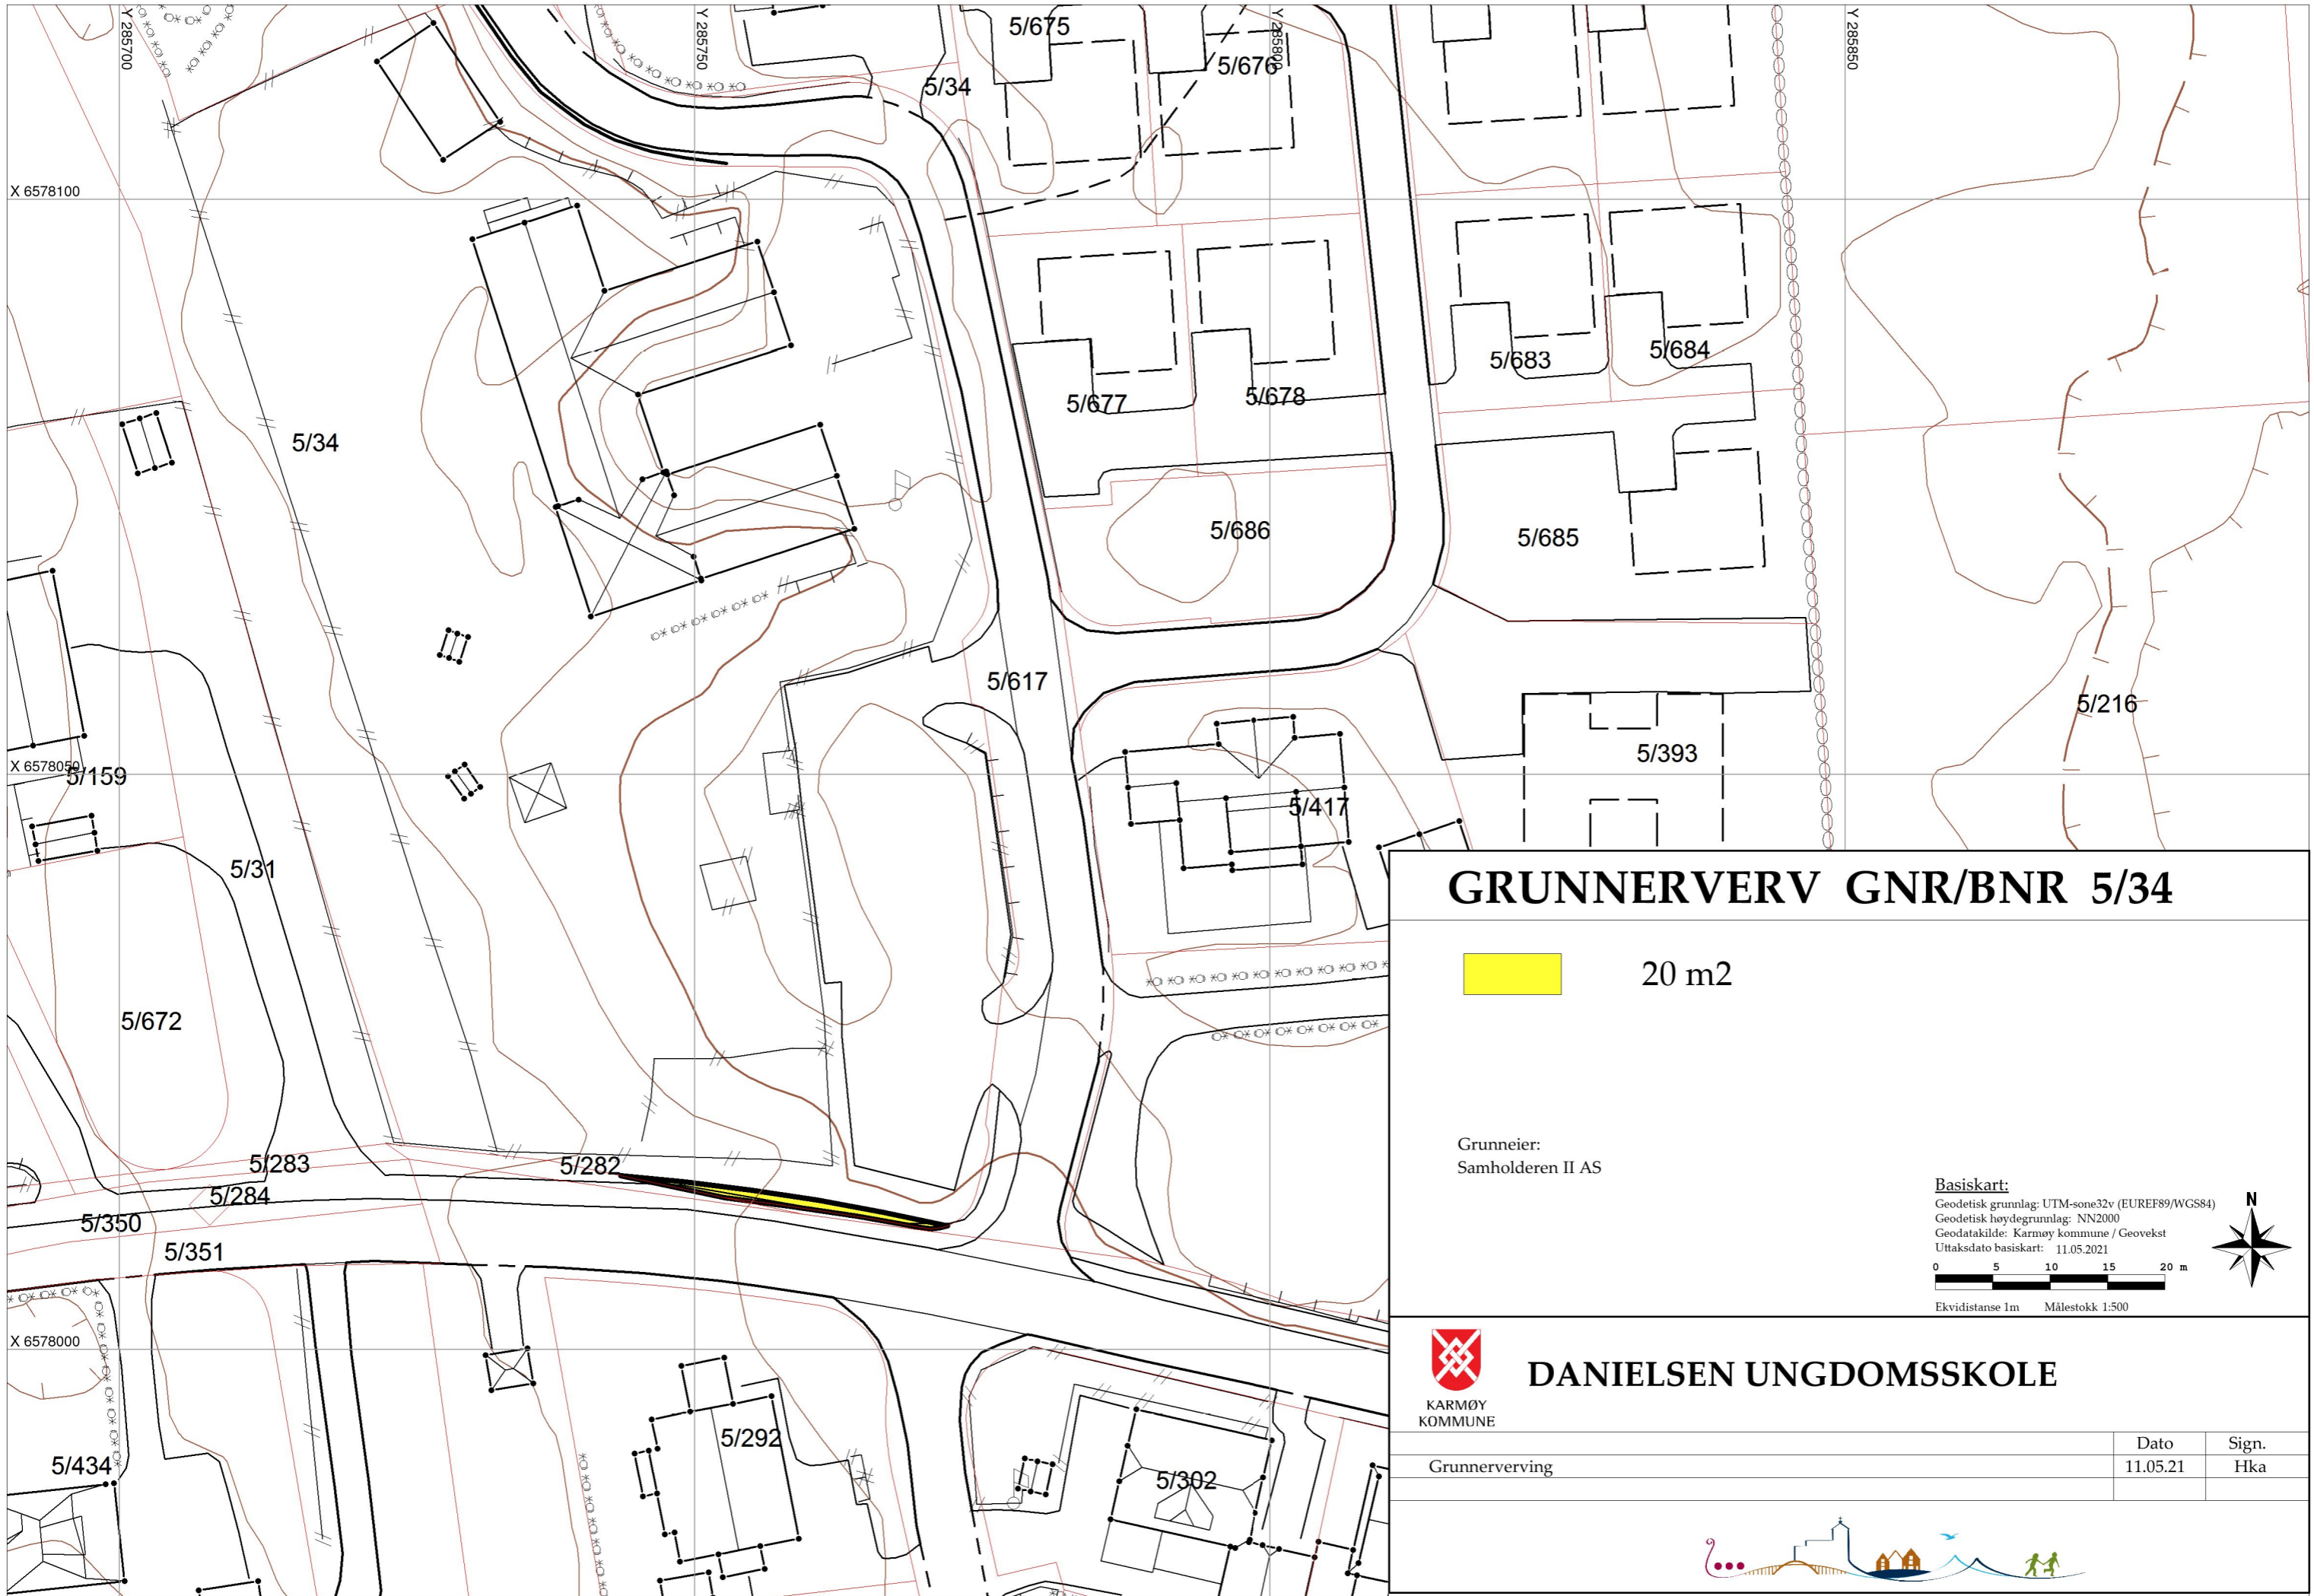 Y 285700
Y 285750
Y 285800
Y 285850
5/675
5/676
5/34
X 6578100
5/683
5/684
5/677
5/678
5/34
5/686
5/685
5/617
5/216
5/393
X 6578050
5/159
5/417
5/31
5/672
5/283
5/282
5/284
5/350
5/351
X 6578000
5/292
5/434
5/302
GRUNNERVERV GNR/BNR 5/34
20 m2
Grunneier:
Samholderen II AS
Basiskart:
Geodetisk grunnlag: UTM-sone32v (EUREF89/WGS84)
Geodetisk høydegrunnlag: NN2000
Geodatakilde: Karmøy kommune / Geovekst
Uttaksdato basiskart: 11.05.2021
N
0 5 10 15 20 m
Ekvidistanse 1m Målestokk 1:500
KARMØY
KOMMUNE
DANIELSEN UNGDOMSSKOLE
Dato Sign.
Grunnerverving 11.05.21 Hka